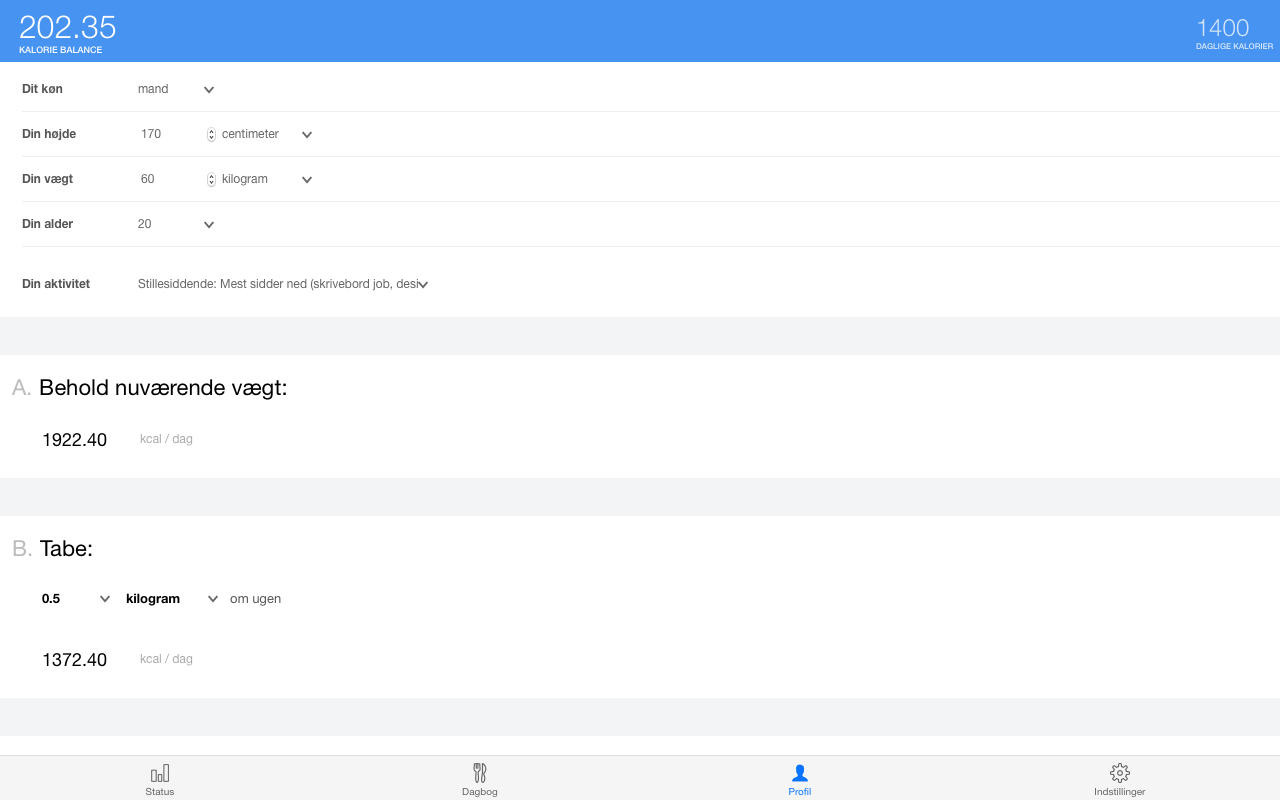 202.35
KALORIE BALANCE
1400
DAGLIGE KALORIER
Dit køn mand
Din højde 170 centimeter
Din vægt 60 kilogram
Din alder 20
Din aktivitet Stillesiddende: Mest sidder ned (skrivebord job, desi
A. Behold nuværende vægt:
1922.40 kcal / dag
B. Tabe:
0.5 kilogram om ugen
1372.40 kcal / dag
Status Dagbog Profil Indstillinger